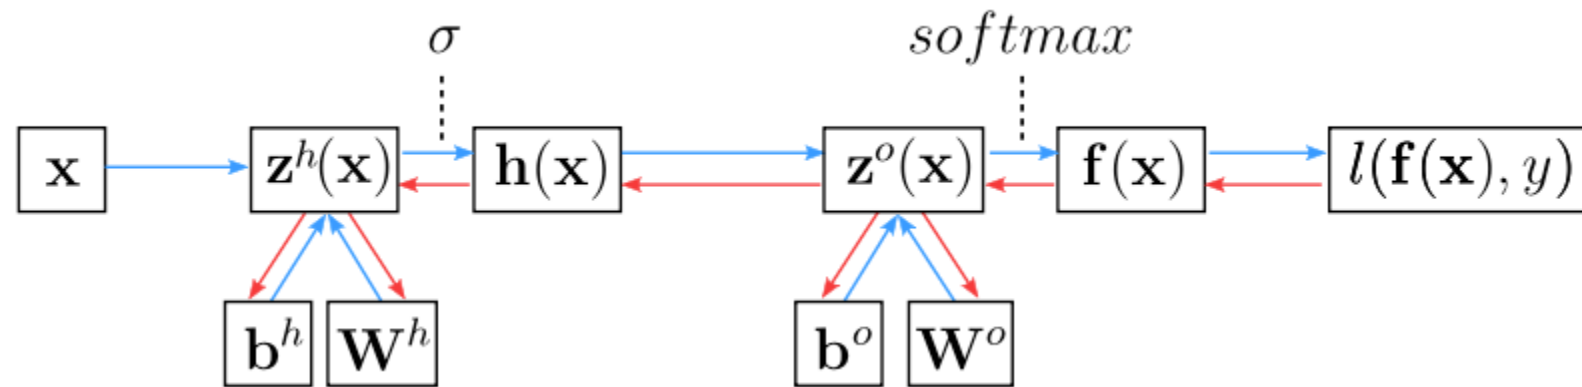 σ softmax
x z^h(x) h(x) z^o(x) f(x) l(f(x), y)
b^h W^h b^o W^o